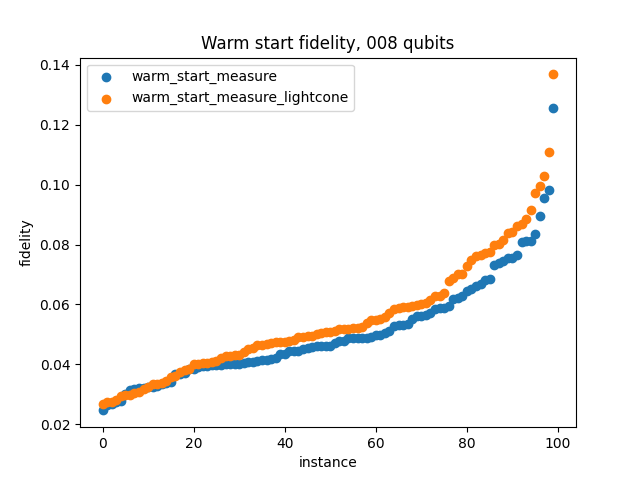 Warm start fidelity, 008 qubits
warm_start_measure
warm_start_measure_lightcone
fidelity
0.14
0.12
0.10
0.08
0.06
0.04
0.02
0 20 40 60 80 100
instance